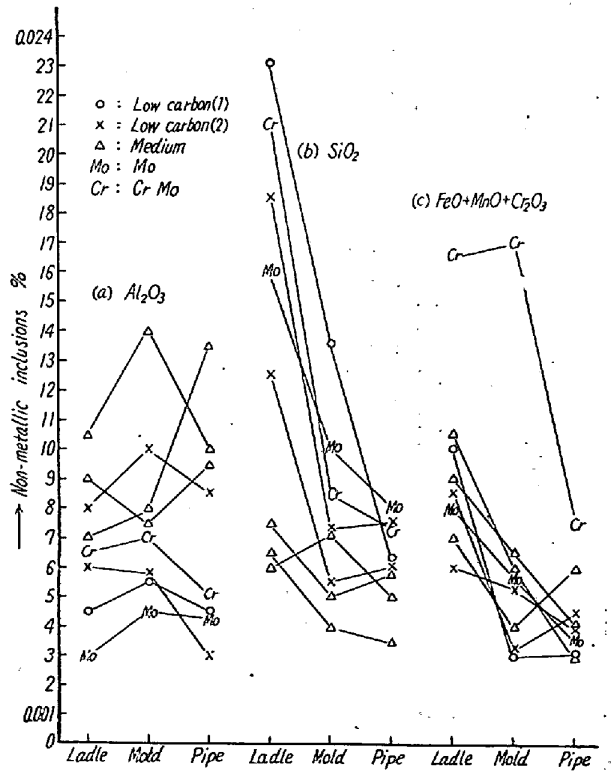 0.024
23
22
21
20
19
18
17
16
15
14
13
12
11
10
9
8
7
6
5
4
3
2
0.001
0
→ Non-metallic inclusions %
o : Low carbon(1)
× : Low carbon(2)
△ : Medium
Mo : Mo
Cr : Cr Mo
(a) Al₂O₃
(b) SiO₂
(c) FeO+MnO+Cr₂O₃
Cr
Cr
Cr
Mo
Mo
Mo
Cr
Mo
Cr
Cr
Mo
Mo
Cr
Cr
Cr
Mo
Mo
Mo
Ladle Mold Pipe Ladle Mold Pipe Ladle Mold Pipe